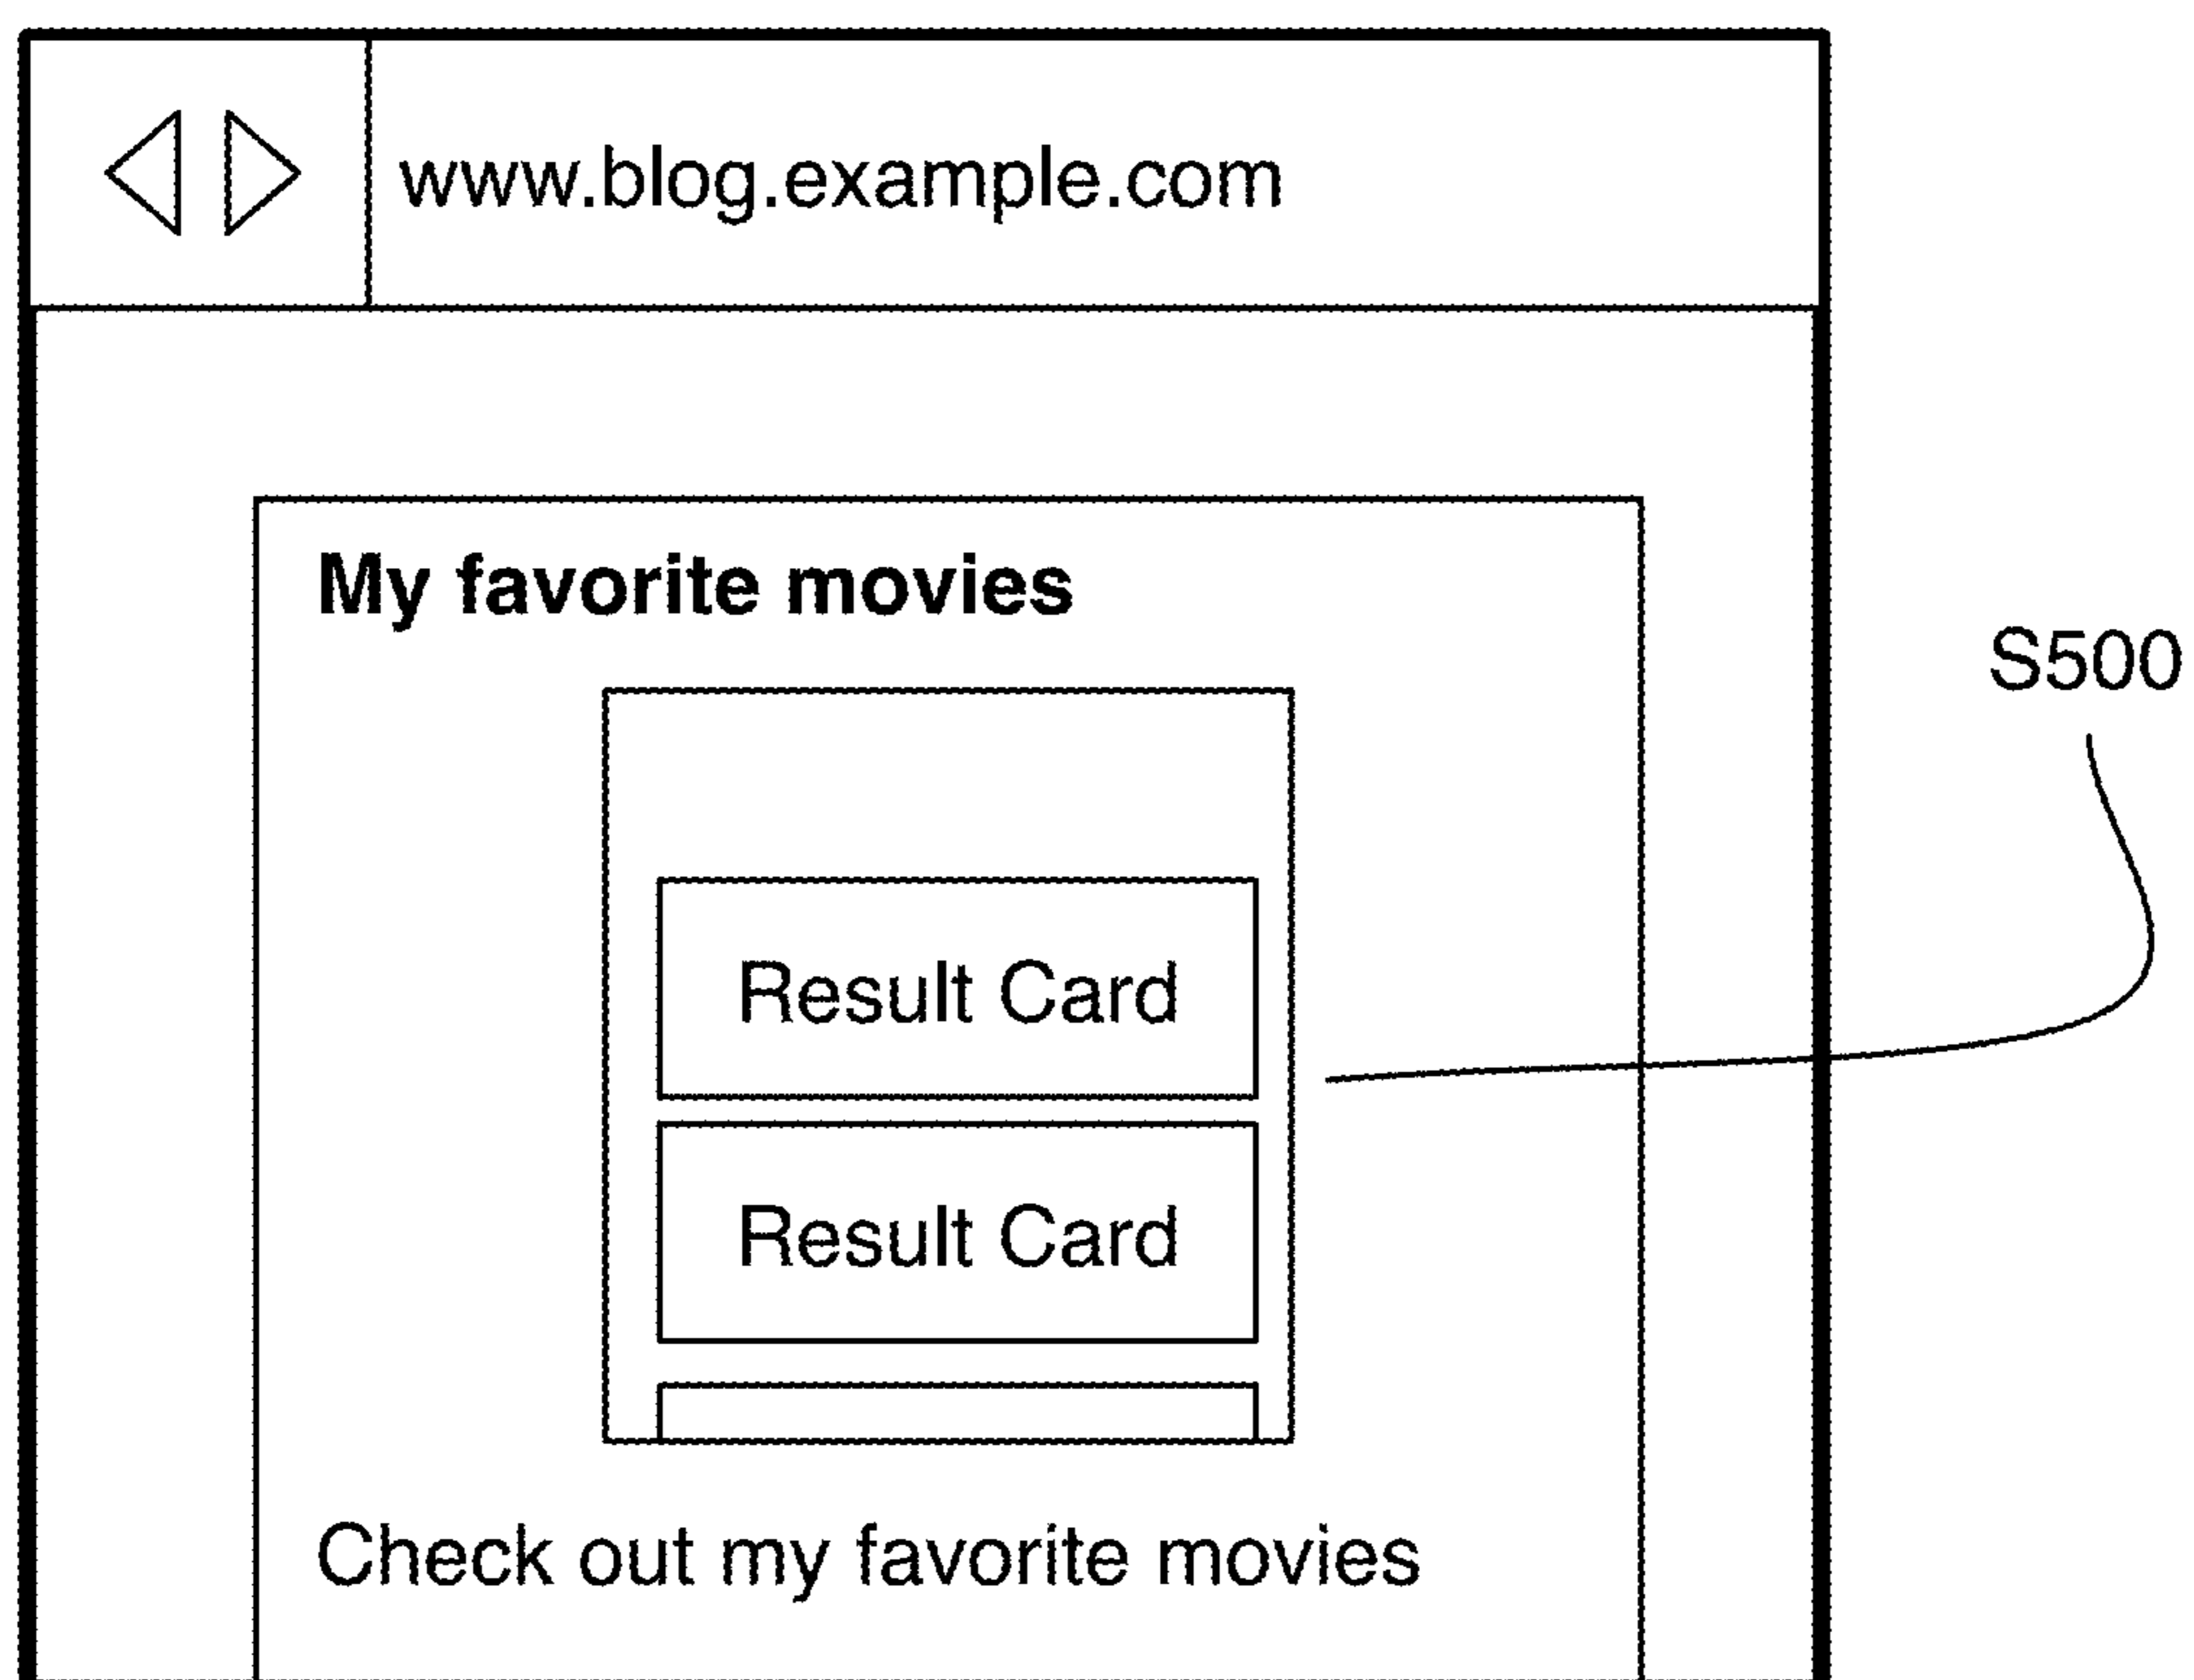 www.blog.example.com
My favorite movies
S500
Result Card
Result Card
Check out my favorite movies